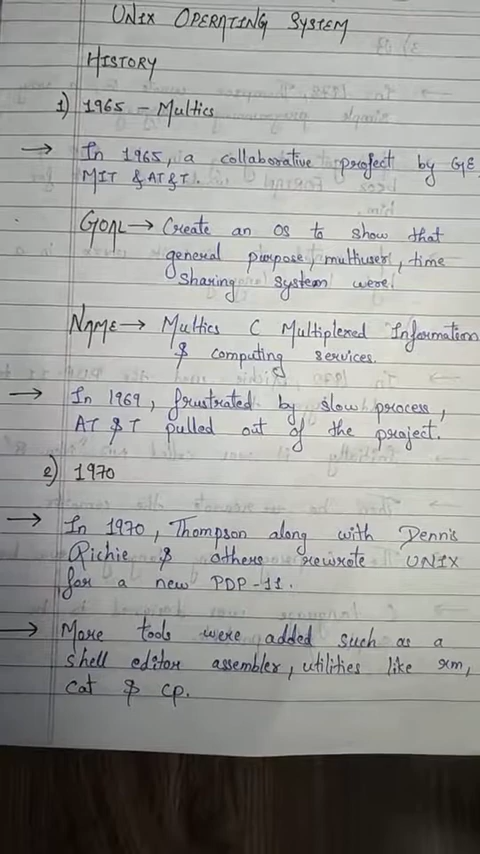 UNIX OPERATING SYSTEM
HISTORY
1) 1965 - Multics
→ In 1965, a collaborative project by GE,
MIT & AT&T.
GOAL → Create an OS to show that
general purpose, multiuser, time
sharing system were
NAME → Multics C Multiplexed Information
& computing services.
→ In 1969, frustrated by slow process,
AT & T pulled out of the project.
2) 1970
→ In 1970, Thompson along with Dennis
Richie & others rewrote UNIX
for a new PDP-11.
→ More tools were added such as a
shell editor assembler, utilities like rm,
cat & cp.